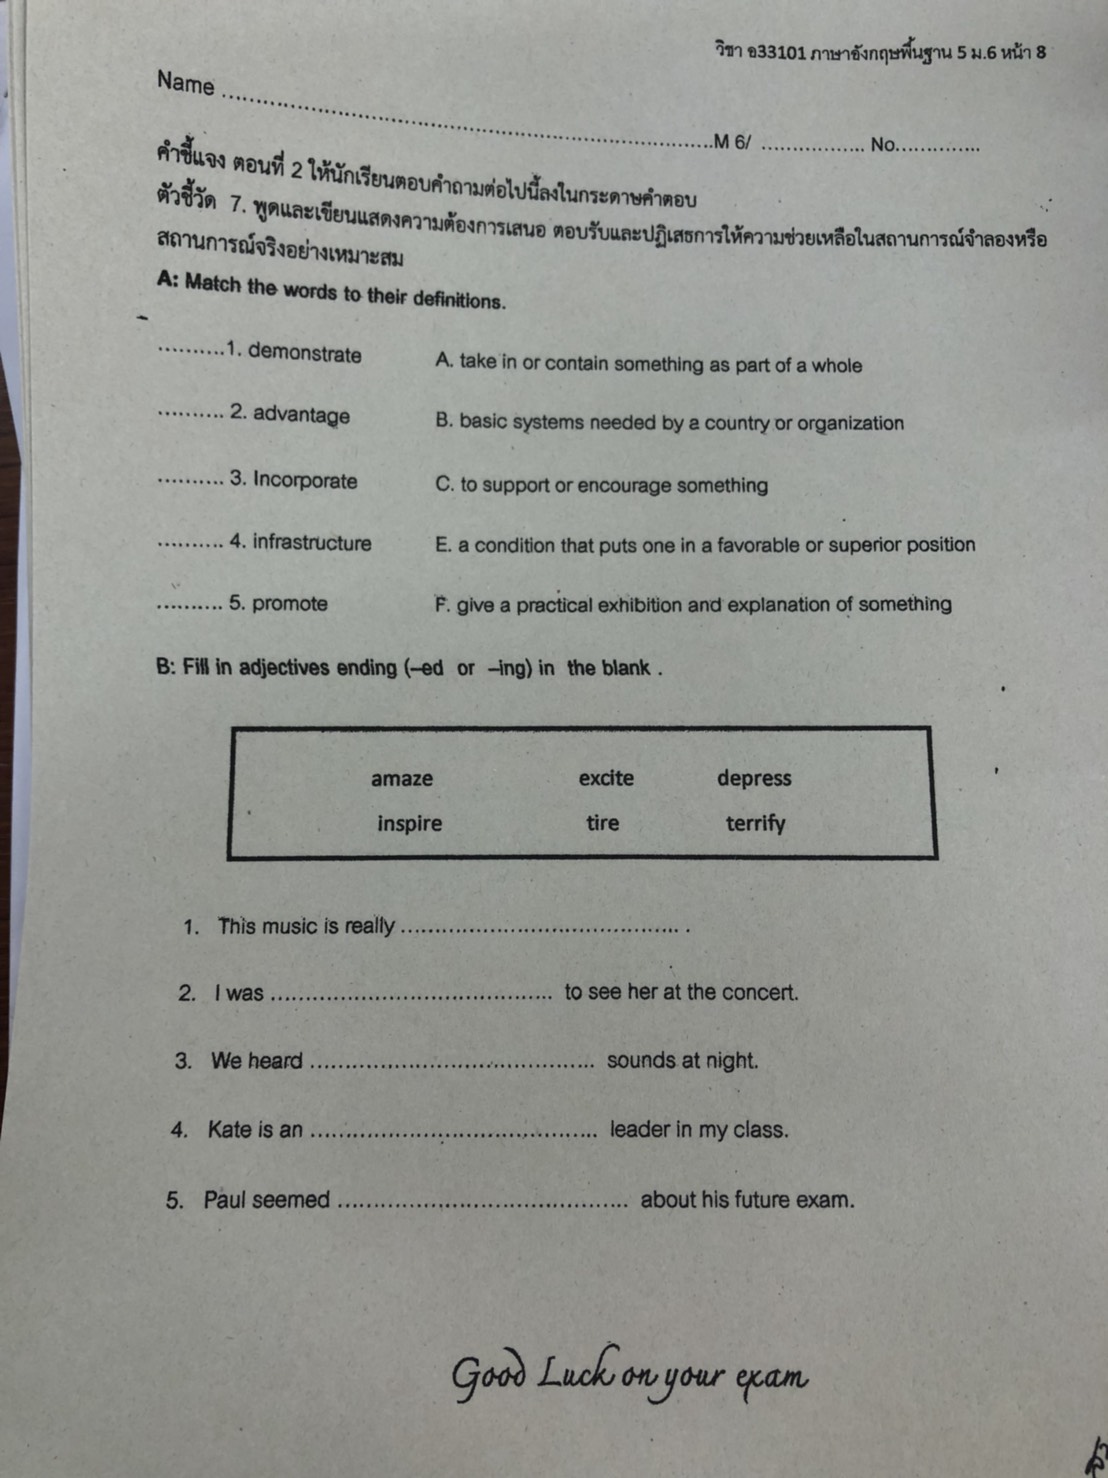 วิชา อ33101 ภาษาอังกฤษพื้นฐาน 5 ม.6 หน้า 8
Name ........................................................M 6/ ................ No.............
คำชี้แจง ตอนที่ 2 ให้นักเรียนตอบคำถามต่อไปนี้ลงในกระดาษคำตอบ
ตัวชี้วัด 7. พูดและเขียนแสดงความต้องการเสนอ ตอบรับและปฏิเสธการให้ความช่วยเหลือในสถานการณ์จำลองหรือ
สถานการณ์จริงอย่างเหมาะสม
A: Match the words to their definitions.
..........1. demonstrate A. take in or contain something as part of a whole
.......... 2. advantage B. basic systems needed by a country or organization
.......... 3. Incorporate C. to support or encourage something
.......... 4. infrastructure E. a condition that puts one in a favorable or superior position
.......... 5. promote F. give a practical exhibition and explanation of something
B: Fill in adjectives ending (–ed or –ing) in the blank .
amaze excite depress
inspire tire terrify
1. This music is really ......................................... .
2. I was ......................................... to see her at the concert.
3. We heard ......................................... sounds at night.
4. Kate is an ......................................... leader in my class.
5. Paul seemed ......................................... about his future exam.
Good Luck on your exam